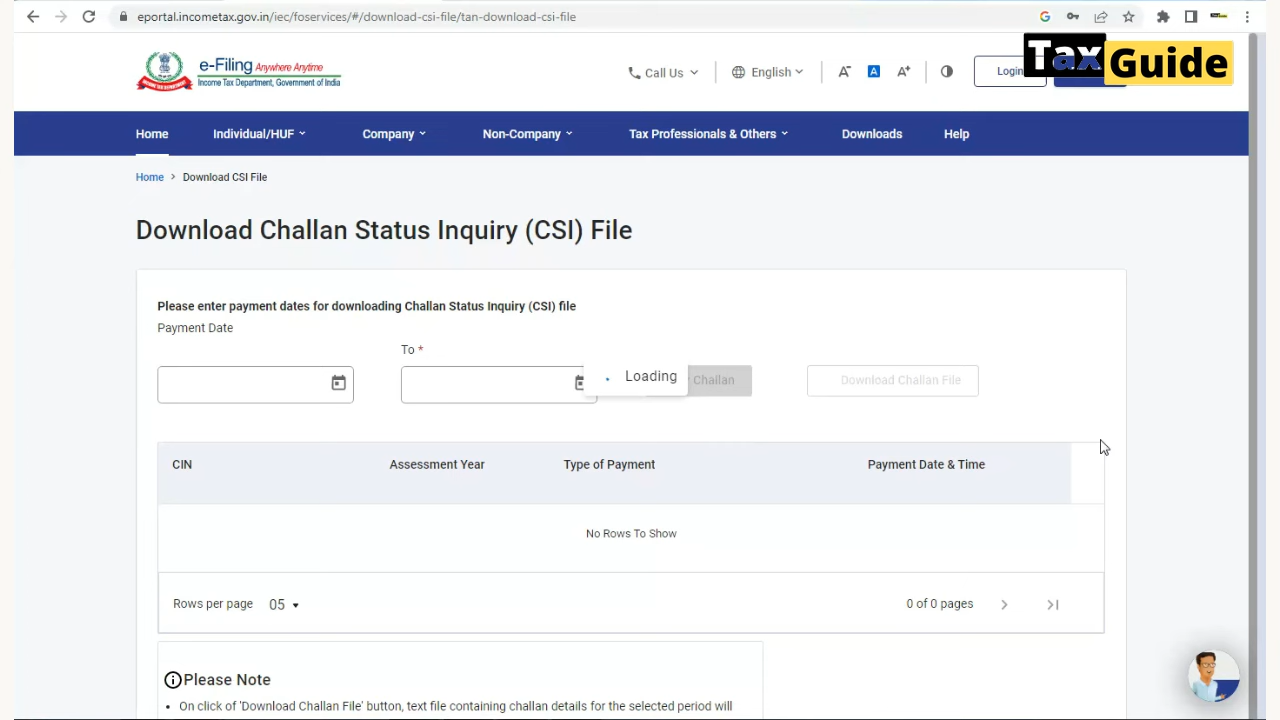 eportal.incometax.gov.in/iec/foservices/#/download-csi-file/tan-download-csi-file
Tax Guide
e-Filing Anywhere Anytime
Income Tax Department, Government of India
Call Us
English
A-
A
A+
Login
Home
Individual/HUF
Company
Non-Company
Tax Professionals & Others
Downloads
Help
Home > Download CSI File
Download Challan Status Inquiry (CSI) File
Please enter payment dates for downloading Challan Status Inquiry (CSI) file
Payment Date
To *
Loading
Challan
Download Challan File
CIN
Assessment Year
Type of Payment
Payment Date & Time
No Rows To Show
Rows per page 05
0 of 0 pages
Please Note
• On click of 'Download Challan File' button, text file containing challan details for the selected period will